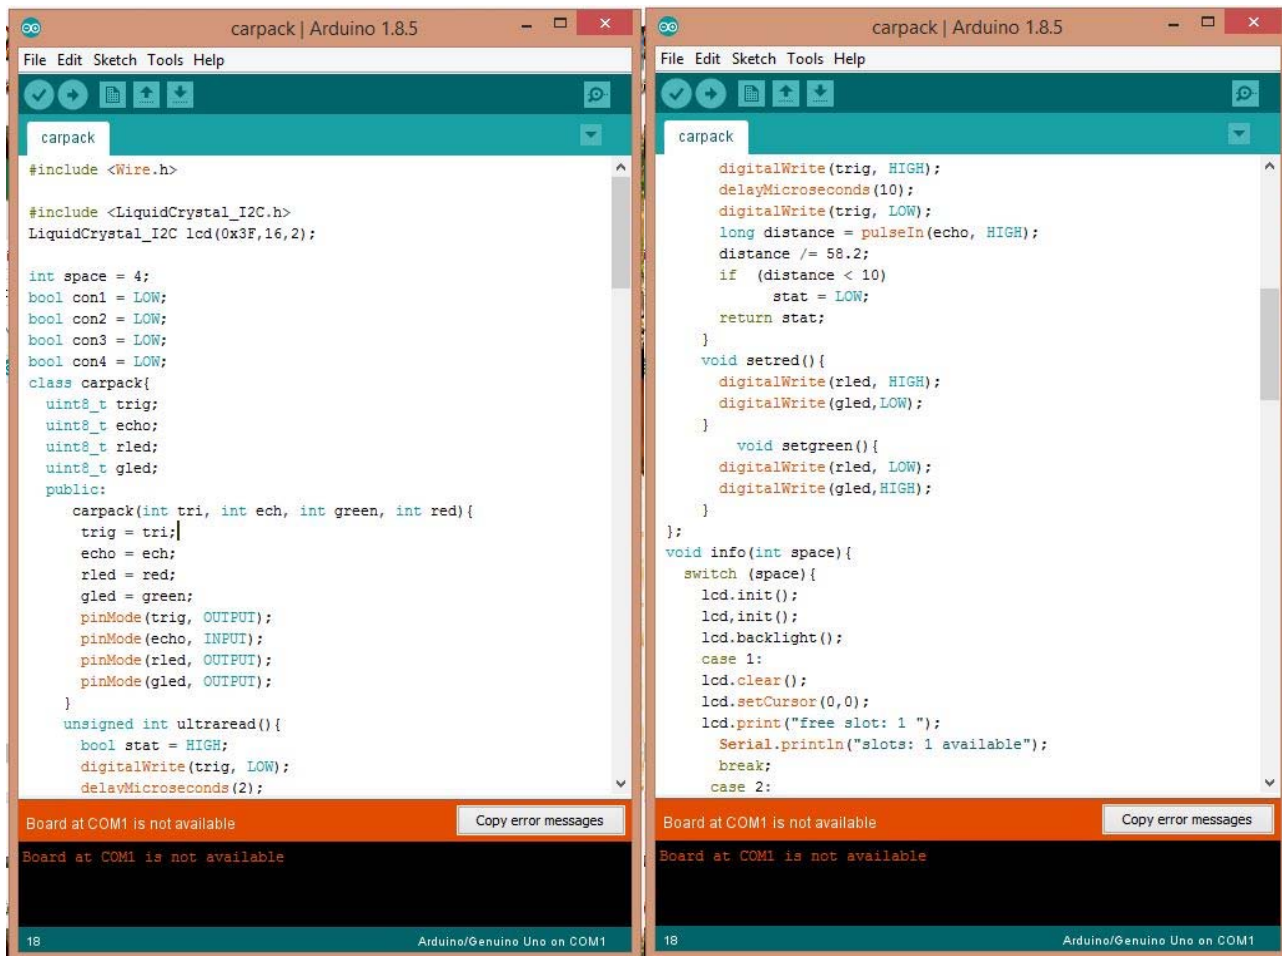 carpack | Arduino 1.8.5
File Edit Sketch Tools Help
carpack
#include <Wire.h>
#include <LiquidCrystal_I2C.h>
LiquidCrystal_I2C lcd(0x3F,16,2);
int space = 4;
bool con1 = LOW;
bool con2 = LOW;
bool con3 = LOW;
bool con4 = LOW;
class carpack{
uint8_t trig;
uint8_t echo;
uint8_t rled;
uint8_t gled;
public:
carpack(int tri, int ech, int green, int red){
trig = tri;
echo = ech;
rled = red;
gled = green;
pinMode(trig, OUTPUT);
pinMode(echo, INPUT);
pinMode(rled, OUTPUT);
pinMode(gled, OUTPUT);
}
unsigned int ultraread(){
bool stat = HIGH;
digitalWrite(trig, LOW);
delayMicroseconds(2);
Board at COM1 is not available
Copy error messages
Board at COM1 is not available
18
Arduino/Genuino Uno on COM1
carpack | Arduino 1.8.5
File Edit Sketch Tools Help
carpack
digitalWrite(trig, HIGH);
delayMicroseconds(10);
digitalWrite(trig, LOW);
long distance = pulseIn(echo, HIGH);
distance /= 58.2;
if  (distance < 10)
stat = LOW;
return stat;
}
void setred(){
digitalWrite(rled, HIGH);
digitalWrite(gled,LOW);
}
void setgreen(){
digitalWrite(rled, LOW);
digitalWrite(gled,HIGH);
}
};
void info(int space){
switch (space){
lcd.init();
lcd,init();
lcd.backlight();
case 1:
lcd.clear();
lcd.setCursor(0,0);
lcd.print("free slot: 1 ");
Serial.println("slots: 1 available");
break;
case 2:
Board at COM1 is not available
Copy error messages
Board at COM1 is not available
18
Arduino/Genuino Uno on COM1